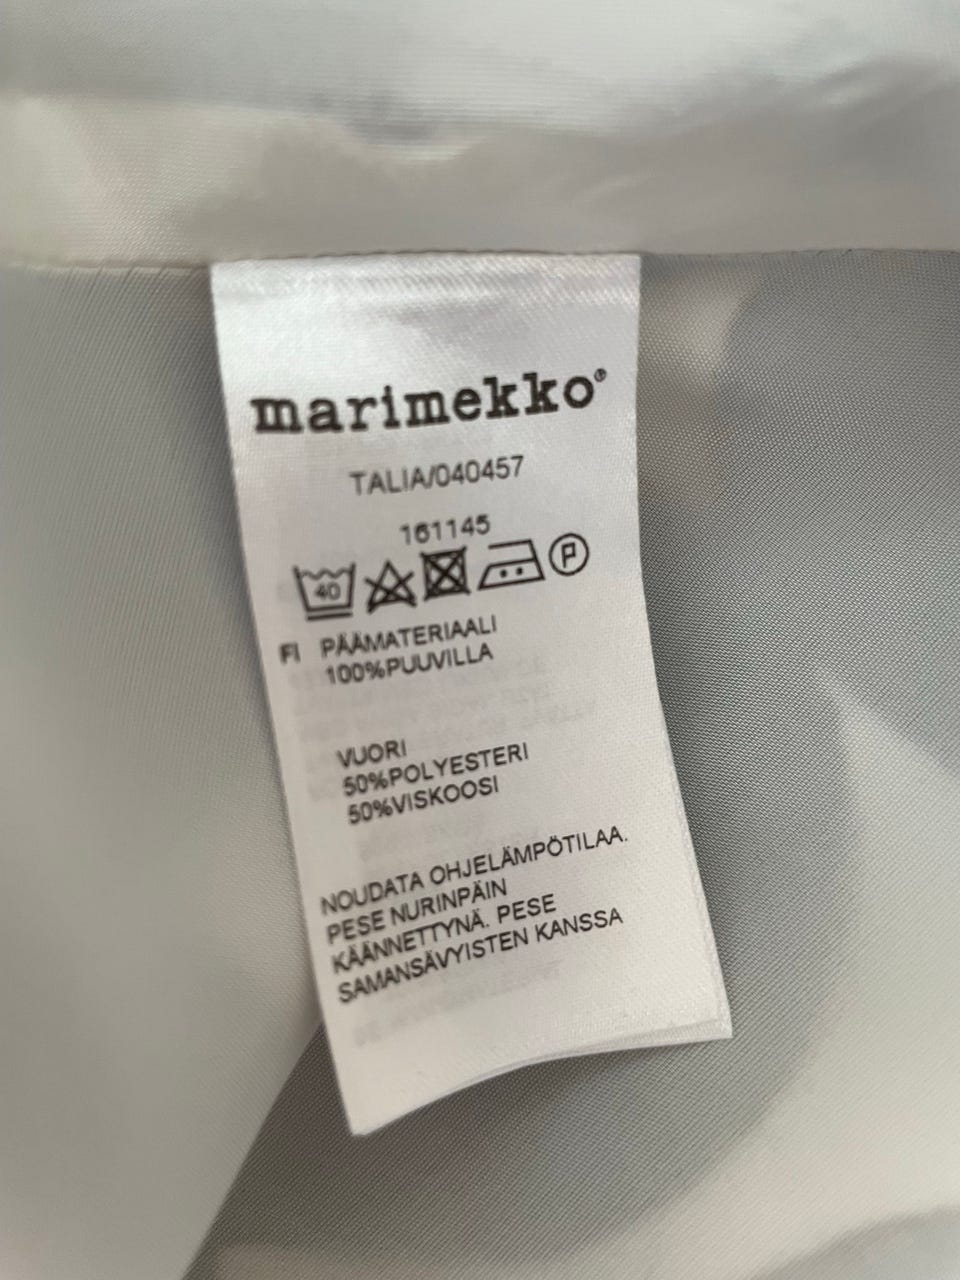 marimekko®
TALIA/040457
161145
40 P
FI PÄÄMATERIAALI
100%PUUVILLA
VUORI
50%POLYESTERI
50%VISKOOSI
NOUDATA OHJELÄMPÖTILAA.
PESE NURINPÄIN
KÄÄNNETTYNÄ. PESE
SAMANSÄVYISTEN KANSSA